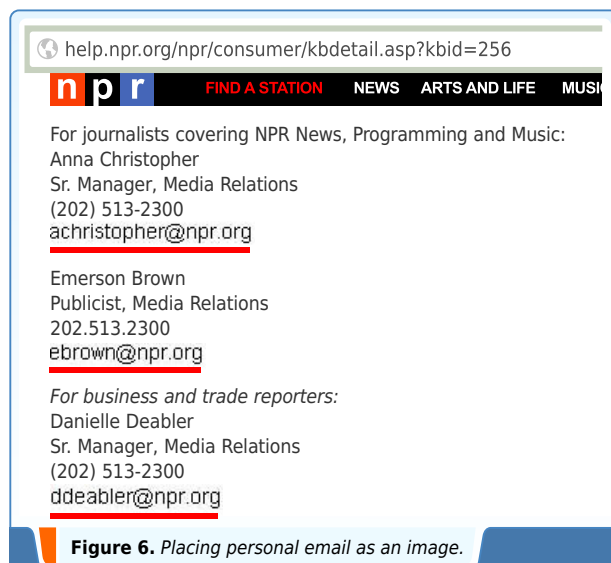 help.npr.org/npr/consumer/kbdetail.asp?kbid=256
npr FIND A STATION NEWS ARTS AND LIFE MUSI
For journalists covering NPR News, Programming and Music:
Anna Christopher
Sr. Manager, Media Relations
(202) 513-2300
achristopher@npr.org
Emerson Brown
Publicist, Media Relations
202.513.2300
ebrown@npr.org
For business and trade reporters:
Danielle Deabler
Sr. Manager, Media Relations
(202) 513-2300
ddeabler@npr.org
Figure 6. Placing personal email as an image.